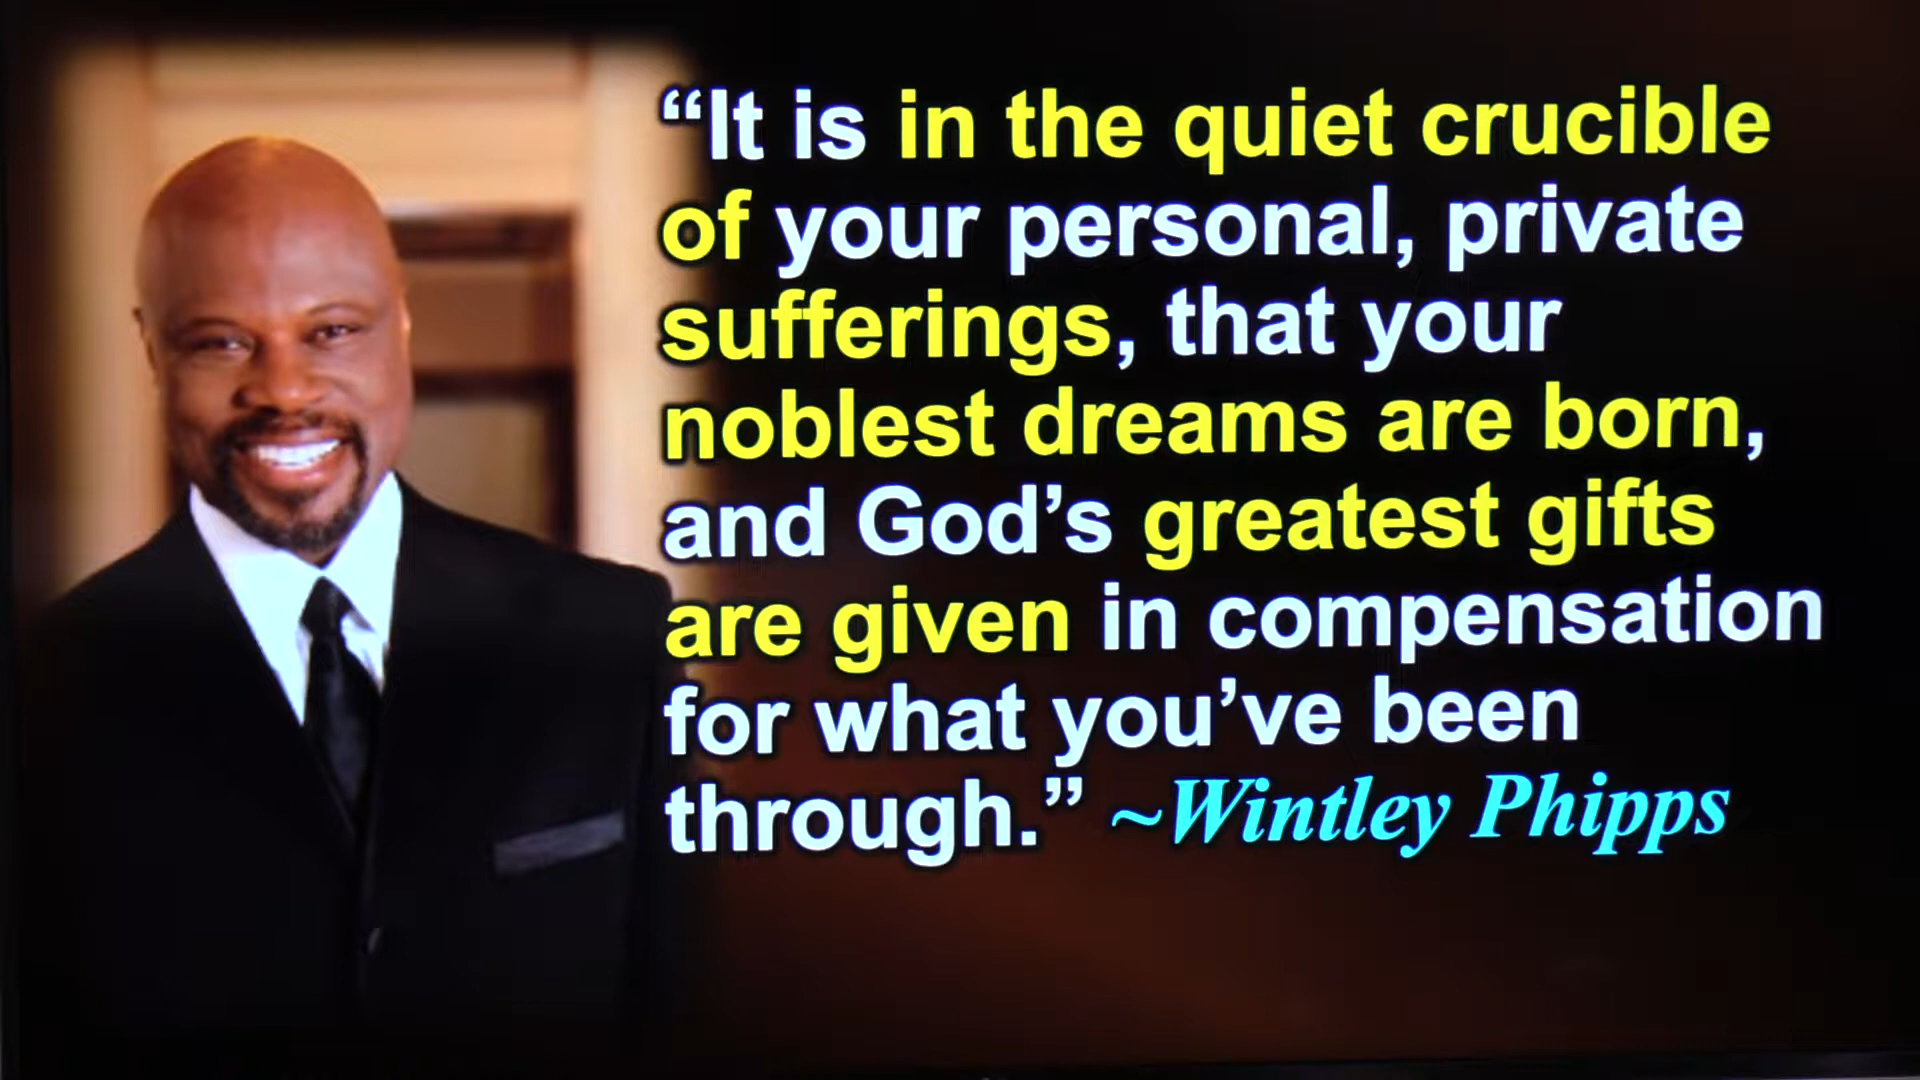 “It is in the quiet crucible
of your personal, private
sufferings, that your
noblest dreams are born,
and God’s greatest gifts
are given in compensation
for what you’ve been
through.” ~Wintley Phipps